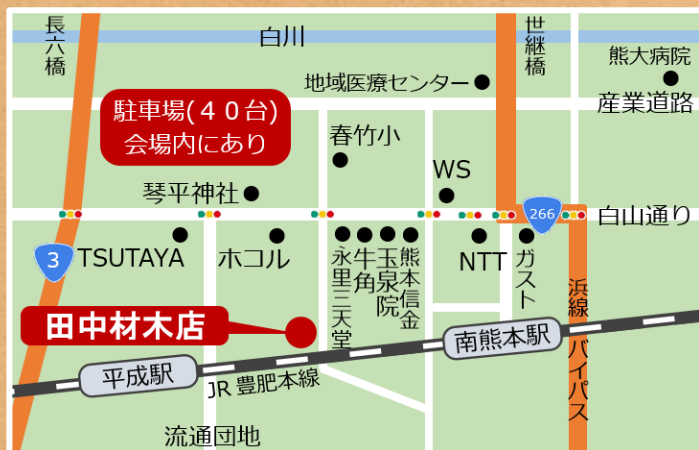 長六橋
白川
世継橋
熊大病院
地域医療センター
産業道路
駐車場(40台)
会場内にあり
春竹小
WS
琴平神社
266
白山通り
3
TSUTAYA
ホコル
永里三天堂
牛角
玉泉院
熊本信金
NTT
ガスト
浜線バイパス
田中材木店
南熊本駅
平成駅
JR豊肥本線
流通団地